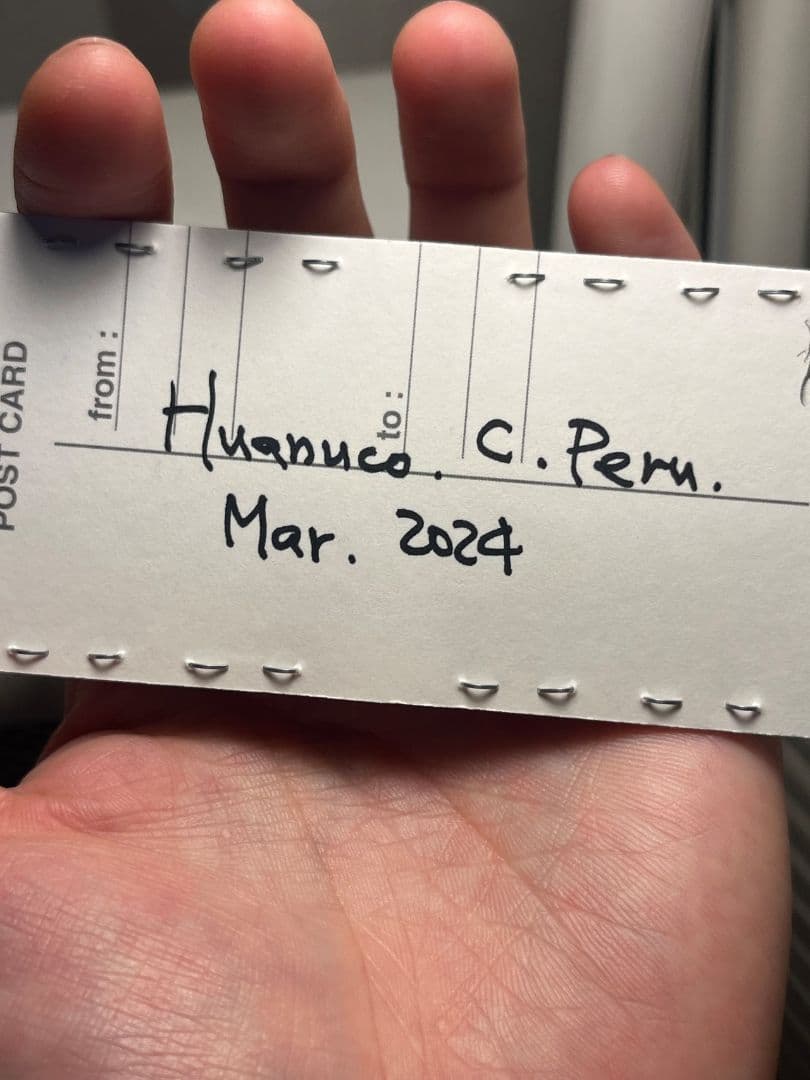 POST CARD
from :
to :
Huanuco. C. Peru.
Mar. 2024